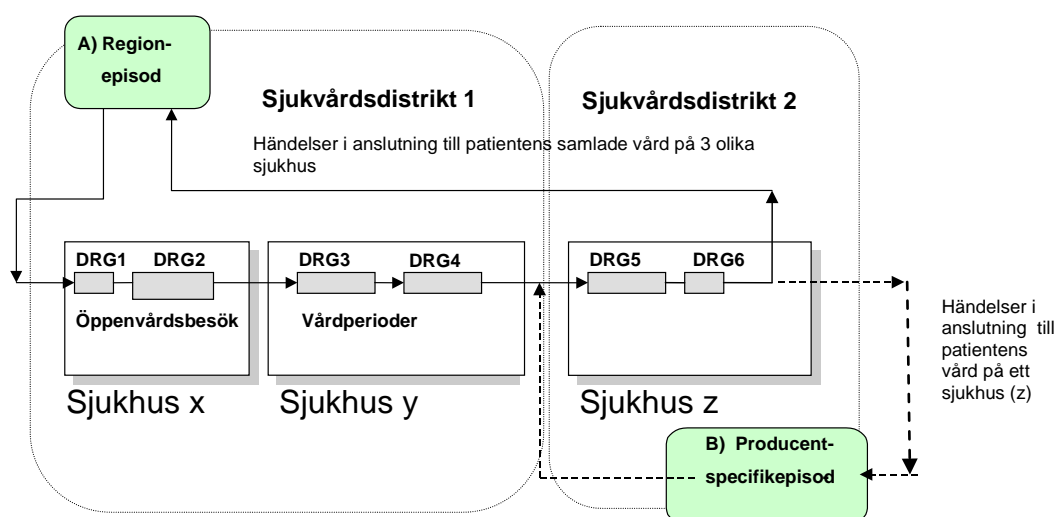 A) Region-
episod
Sjukvårdsdistrikt 1
Sjukvårdsdistrikt 2
Händelser i anslutning till patientens samlade vård på 3 olika
sjukhus
DRG1
DRG2
DRG3
DRG4
DRG5
DRG6
Öppenvårdsbesök
Vårdperioder
Sjukhus x
Sjukhus y
Sjukhus z
Händelser i
anslutning till
patientens
vård på ett
sjukhus (z)
B) Producent-
specifikepisod